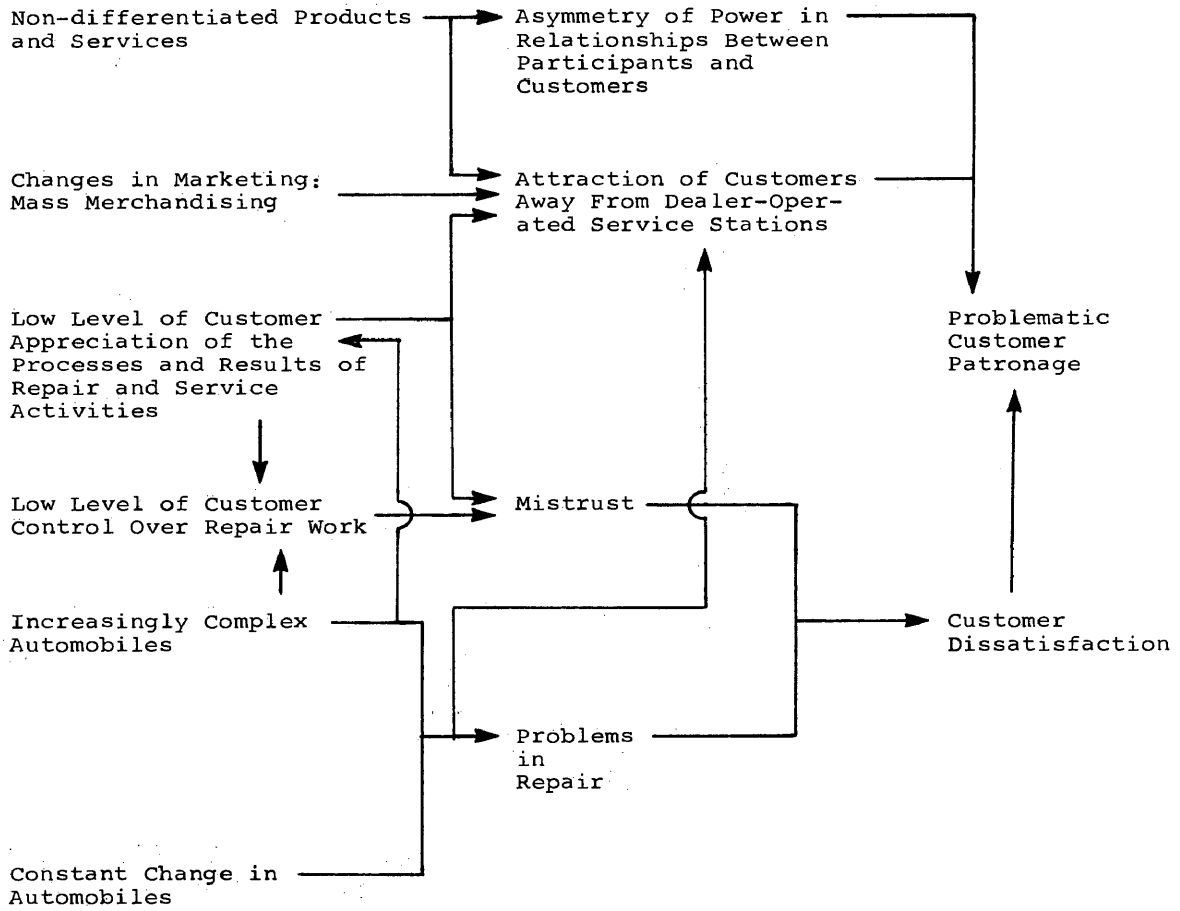 Non-differentiated Products
and Services
Asymmetry of Power in
Relationships Between
Participants and
Customers
Changes in Marketing:
Mass Merchandising
Attraction of Customers
Away From Dealer-Oper-
ated Service Stations
Low Level of Customer
Appreciation of the
Processes and Results of
Repair and Service
Activities
Problematic
Customer
Patronage
Low Level of Customer
Control Over Repair Work
Mistrust
Increasingly Complex
Automobiles
Customer
Dissatisfaction
Problems
in
Repair
Constant Change in
Automobiles